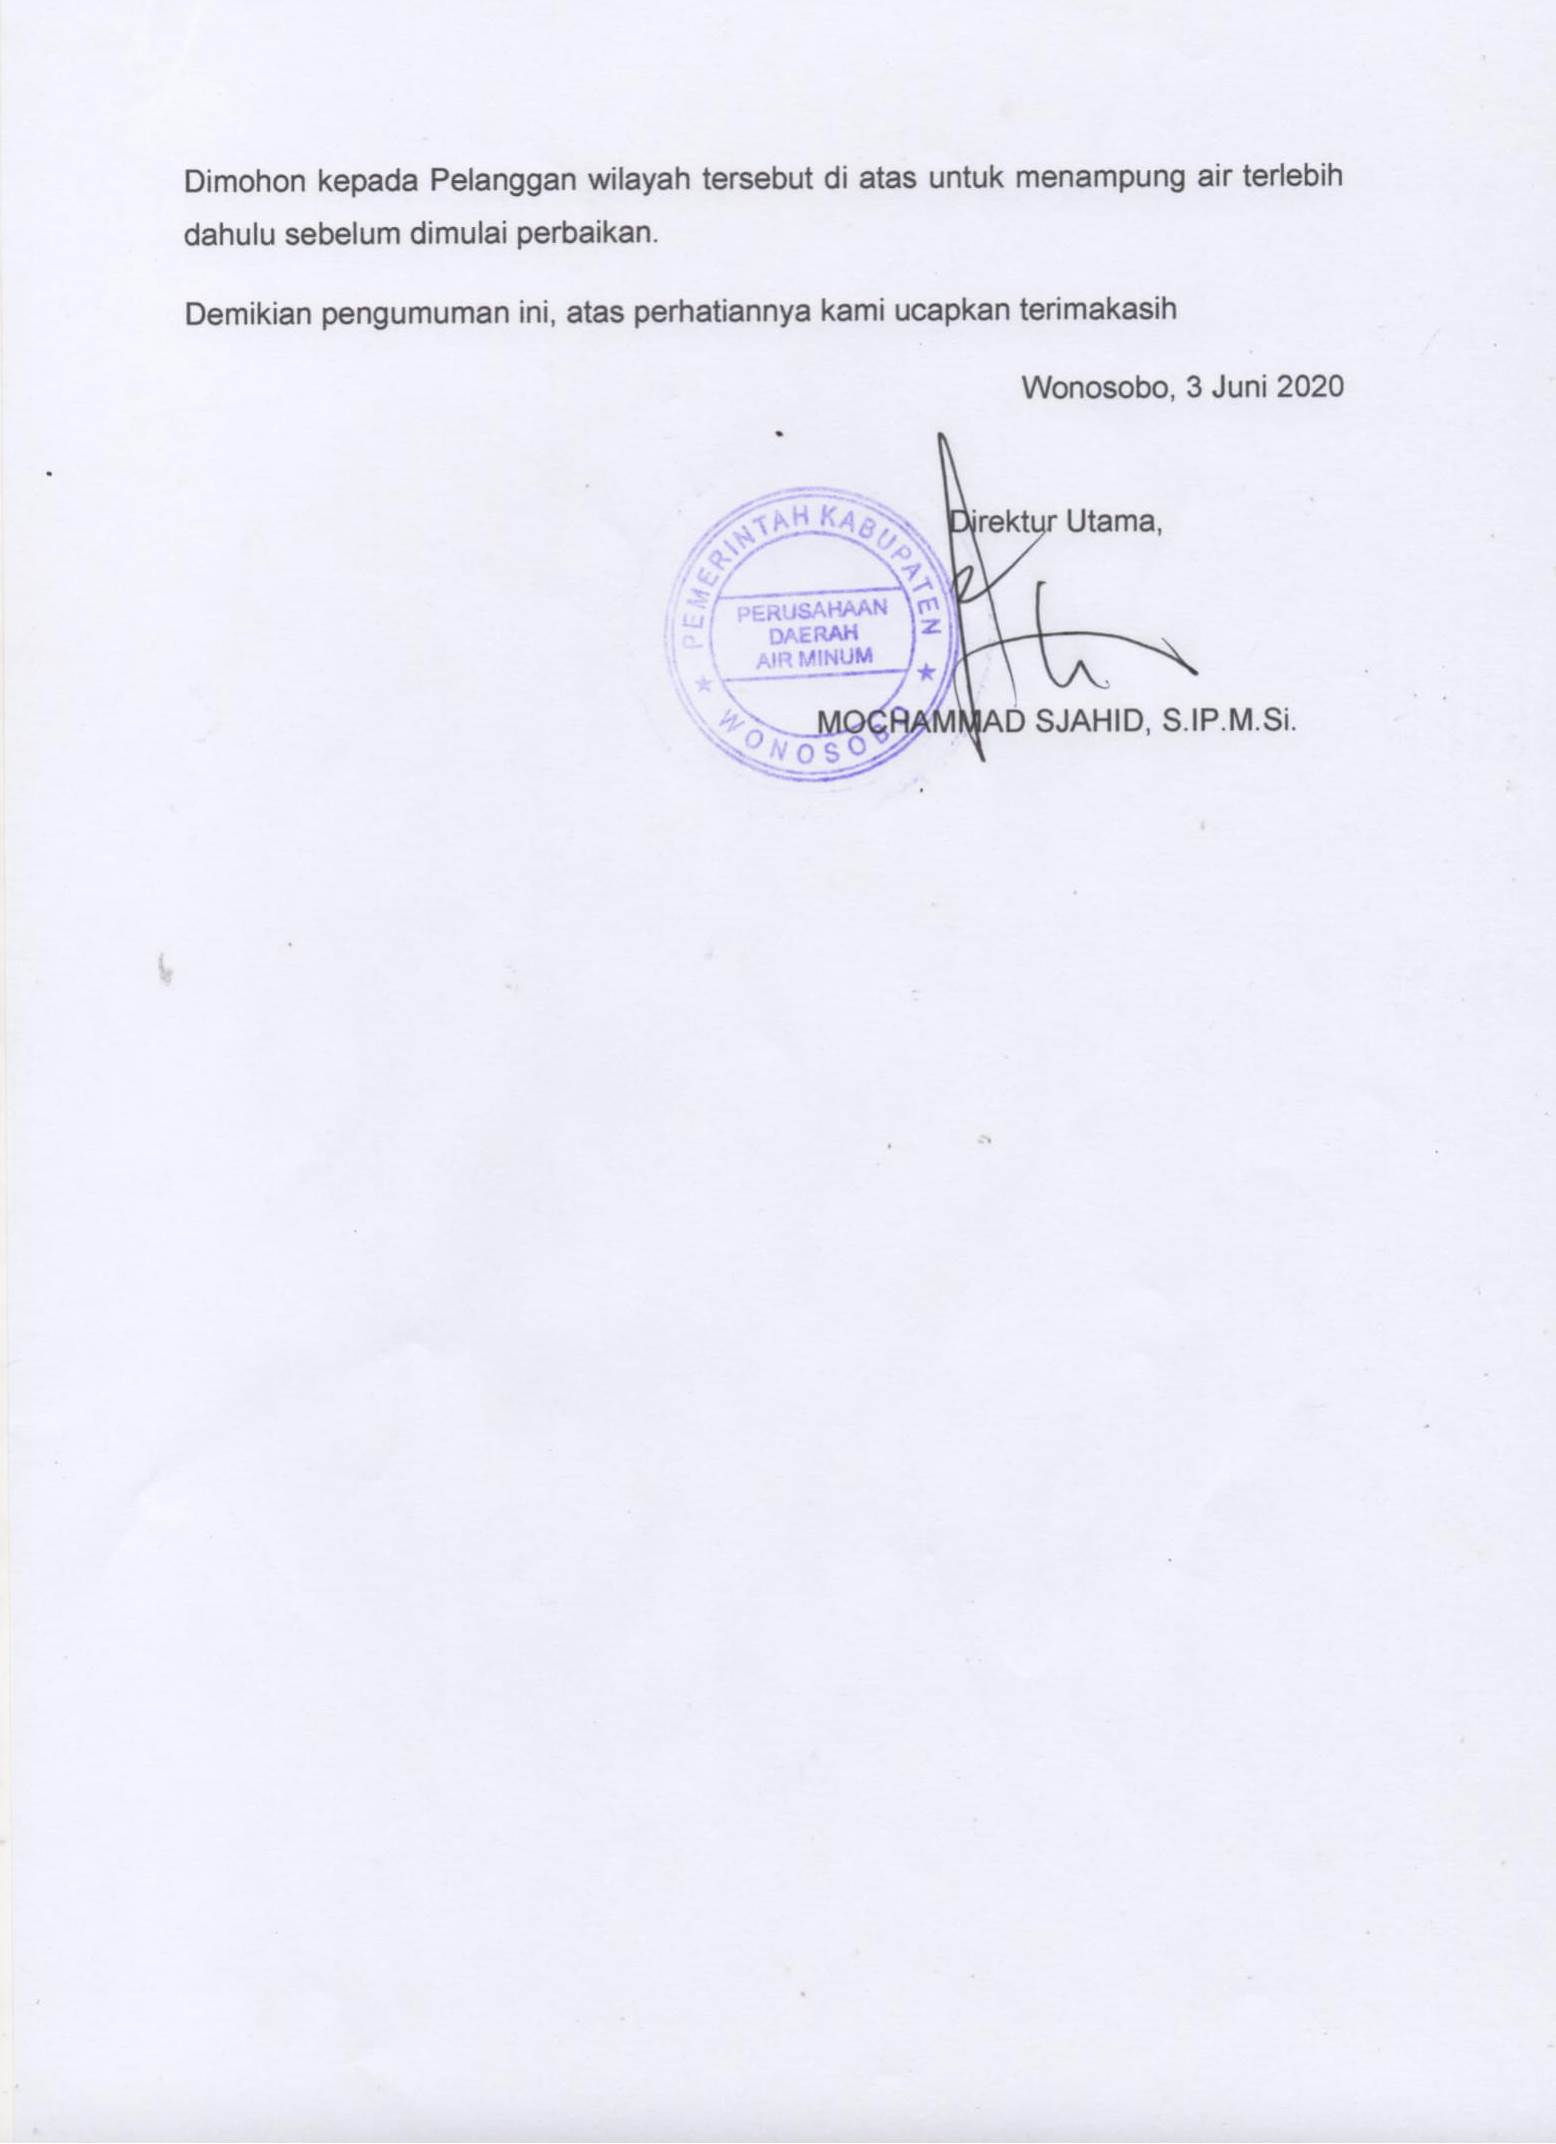 Dimohon kepada Pelanggan wilayah tersebut di atas untuk menampung air terlebih
dahulu sebelum dimulai perbaikan.
Demikian pengumuman ini, atas perhatiannya kami ucapkan terimakasih
Wonosobo, 3 Juni 2020
Direktur Utama,
PEMERINTAH KABUPATEN
PERUSAHAAN
DAERAH
AIR MINUM
WONOSOBO
MOCHAMMAD SJAHID, S.IP.M.Si.